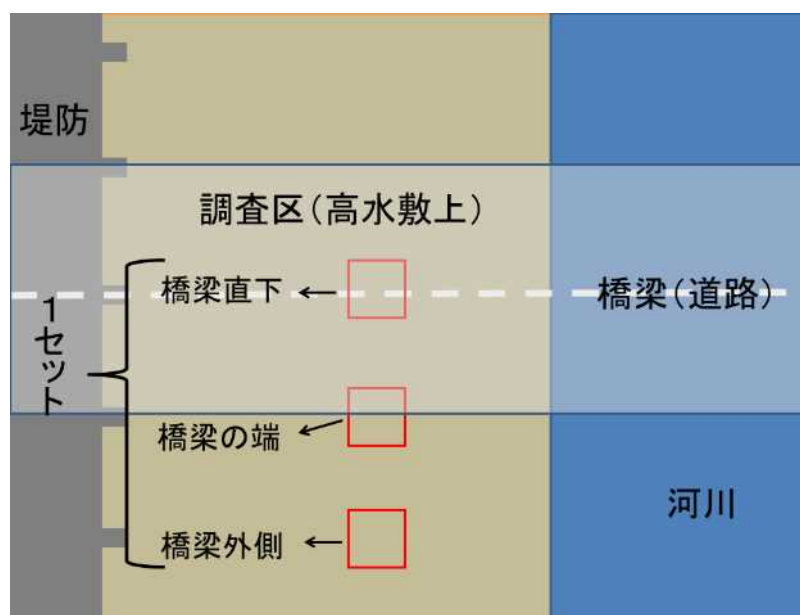 堤防
調査区(高水敷上)
橋梁直下
橋梁(道路)
1セット
橋梁の端
橋梁外側
河川